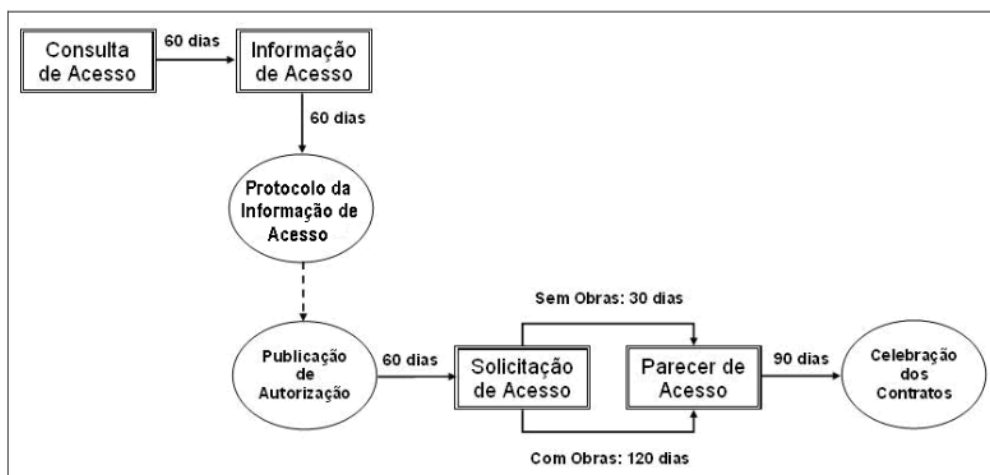 Consulta
de Acesso
60 dias
Informação
de Acesso
60 dias
Protocolo da
Informação de
Acesso
Publicação
de
Autorização
60 dias
Solicitação
de Acesso
Sem Obras: 30 dias
Com Obras: 120 dias
Parecer de
Acesso
90 dias
Celebração
dos
Contratos